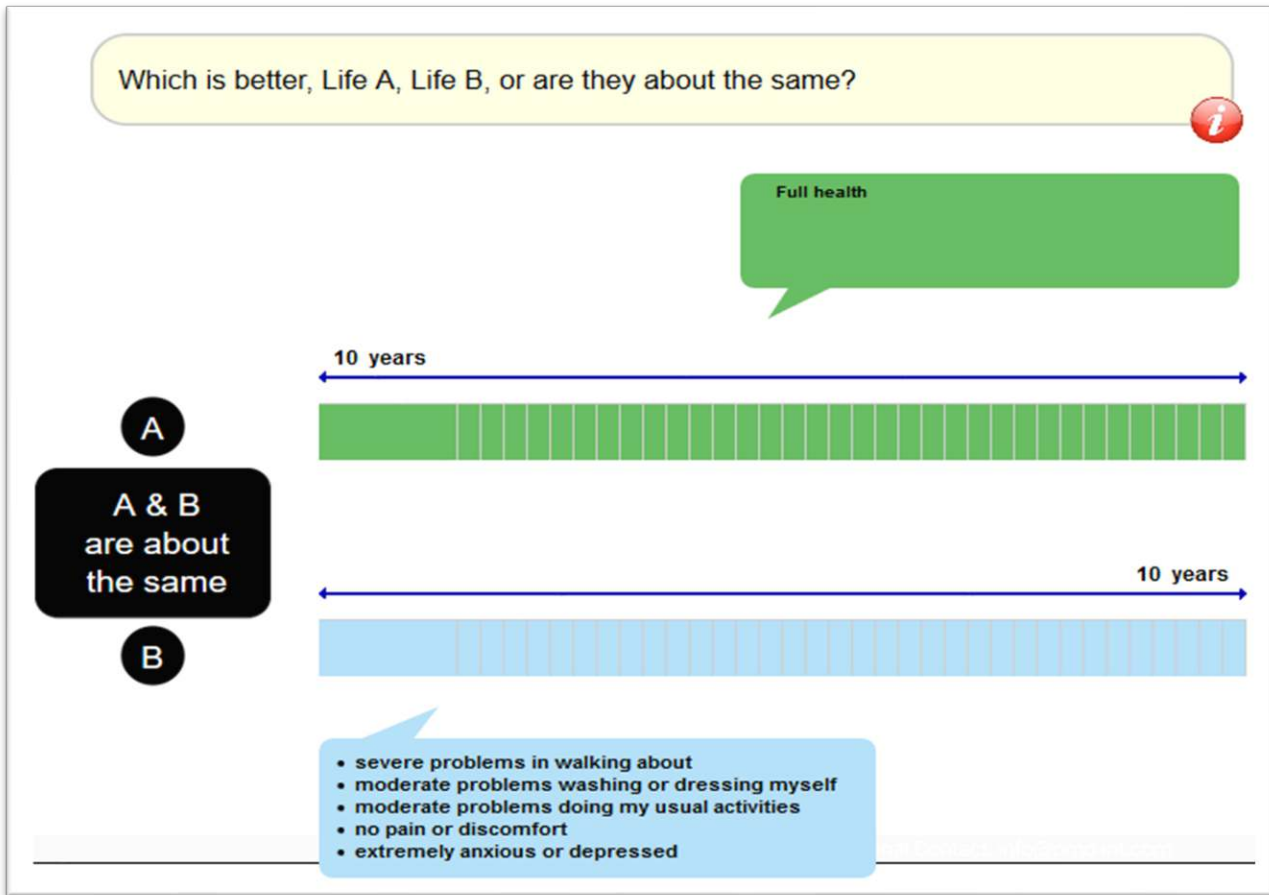 Which is better, Life A, Life B, or are they about the same?
i
Full health
10 years
A
A & B
are about
the same
10 years
B
• severe problems in walking about
• moderate problems washing or dressing myself
• moderate problems doing my usual activities
• no pain or discomfort
• extremely anxious or depressed